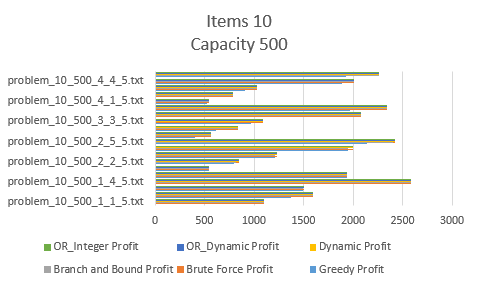 Items 10
Capacity 500
problem_10_500_4_4_5.txt
problem_10_500_4_1_5.txt
problem_10_500_3_3_5.txt
problem_10_500_2_5_5.txt
problem_10_500_2_2_5.txt
problem_10_500_1_4_5.txt
problem_10_500_1_1_5.txt
0 500 1000 1500 2000 2500 3000
OR_Integer Profit OR_Dynamic Profit Dynamic Profit
Branch and Bound Profit Brute Force Profit Greedy Profit